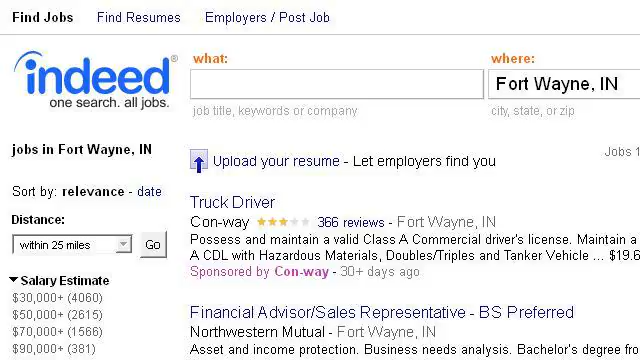 Find Jobs Find Resumes Employers / Post Job
indeed®
one search. all jobs.
what:
where:
Fort Wayne, IN
job title, keywords or company
city, state, or zip
jobs in Fort Wayne, IN
Upload your resume - Let employers find you
Jobs 1
Sort by: relevance - date
Distance:
within 25 miles Go
Salary Estimate
$30,000+ (4060)
$50,000+ (2615)
$70,000+ (1566)
$90,000+ (381)
Truck Driver
Con-way 366 reviews - Fort Wayne, IN
Possess and maintain a valid Class A Commercial driver's license. Maintain a
A CDL with Hazardous Materials, Doubles/Triples and Tanker Vehicle ... $19.6
Sponsored by Con-way - 30+ days ago
Financial Advisor/Sales Representative - BS Preferred
Northwestern Mutual - Fort Wayne, IN
Asset and income protection. Business needs analysis. Bachelor's degree fro